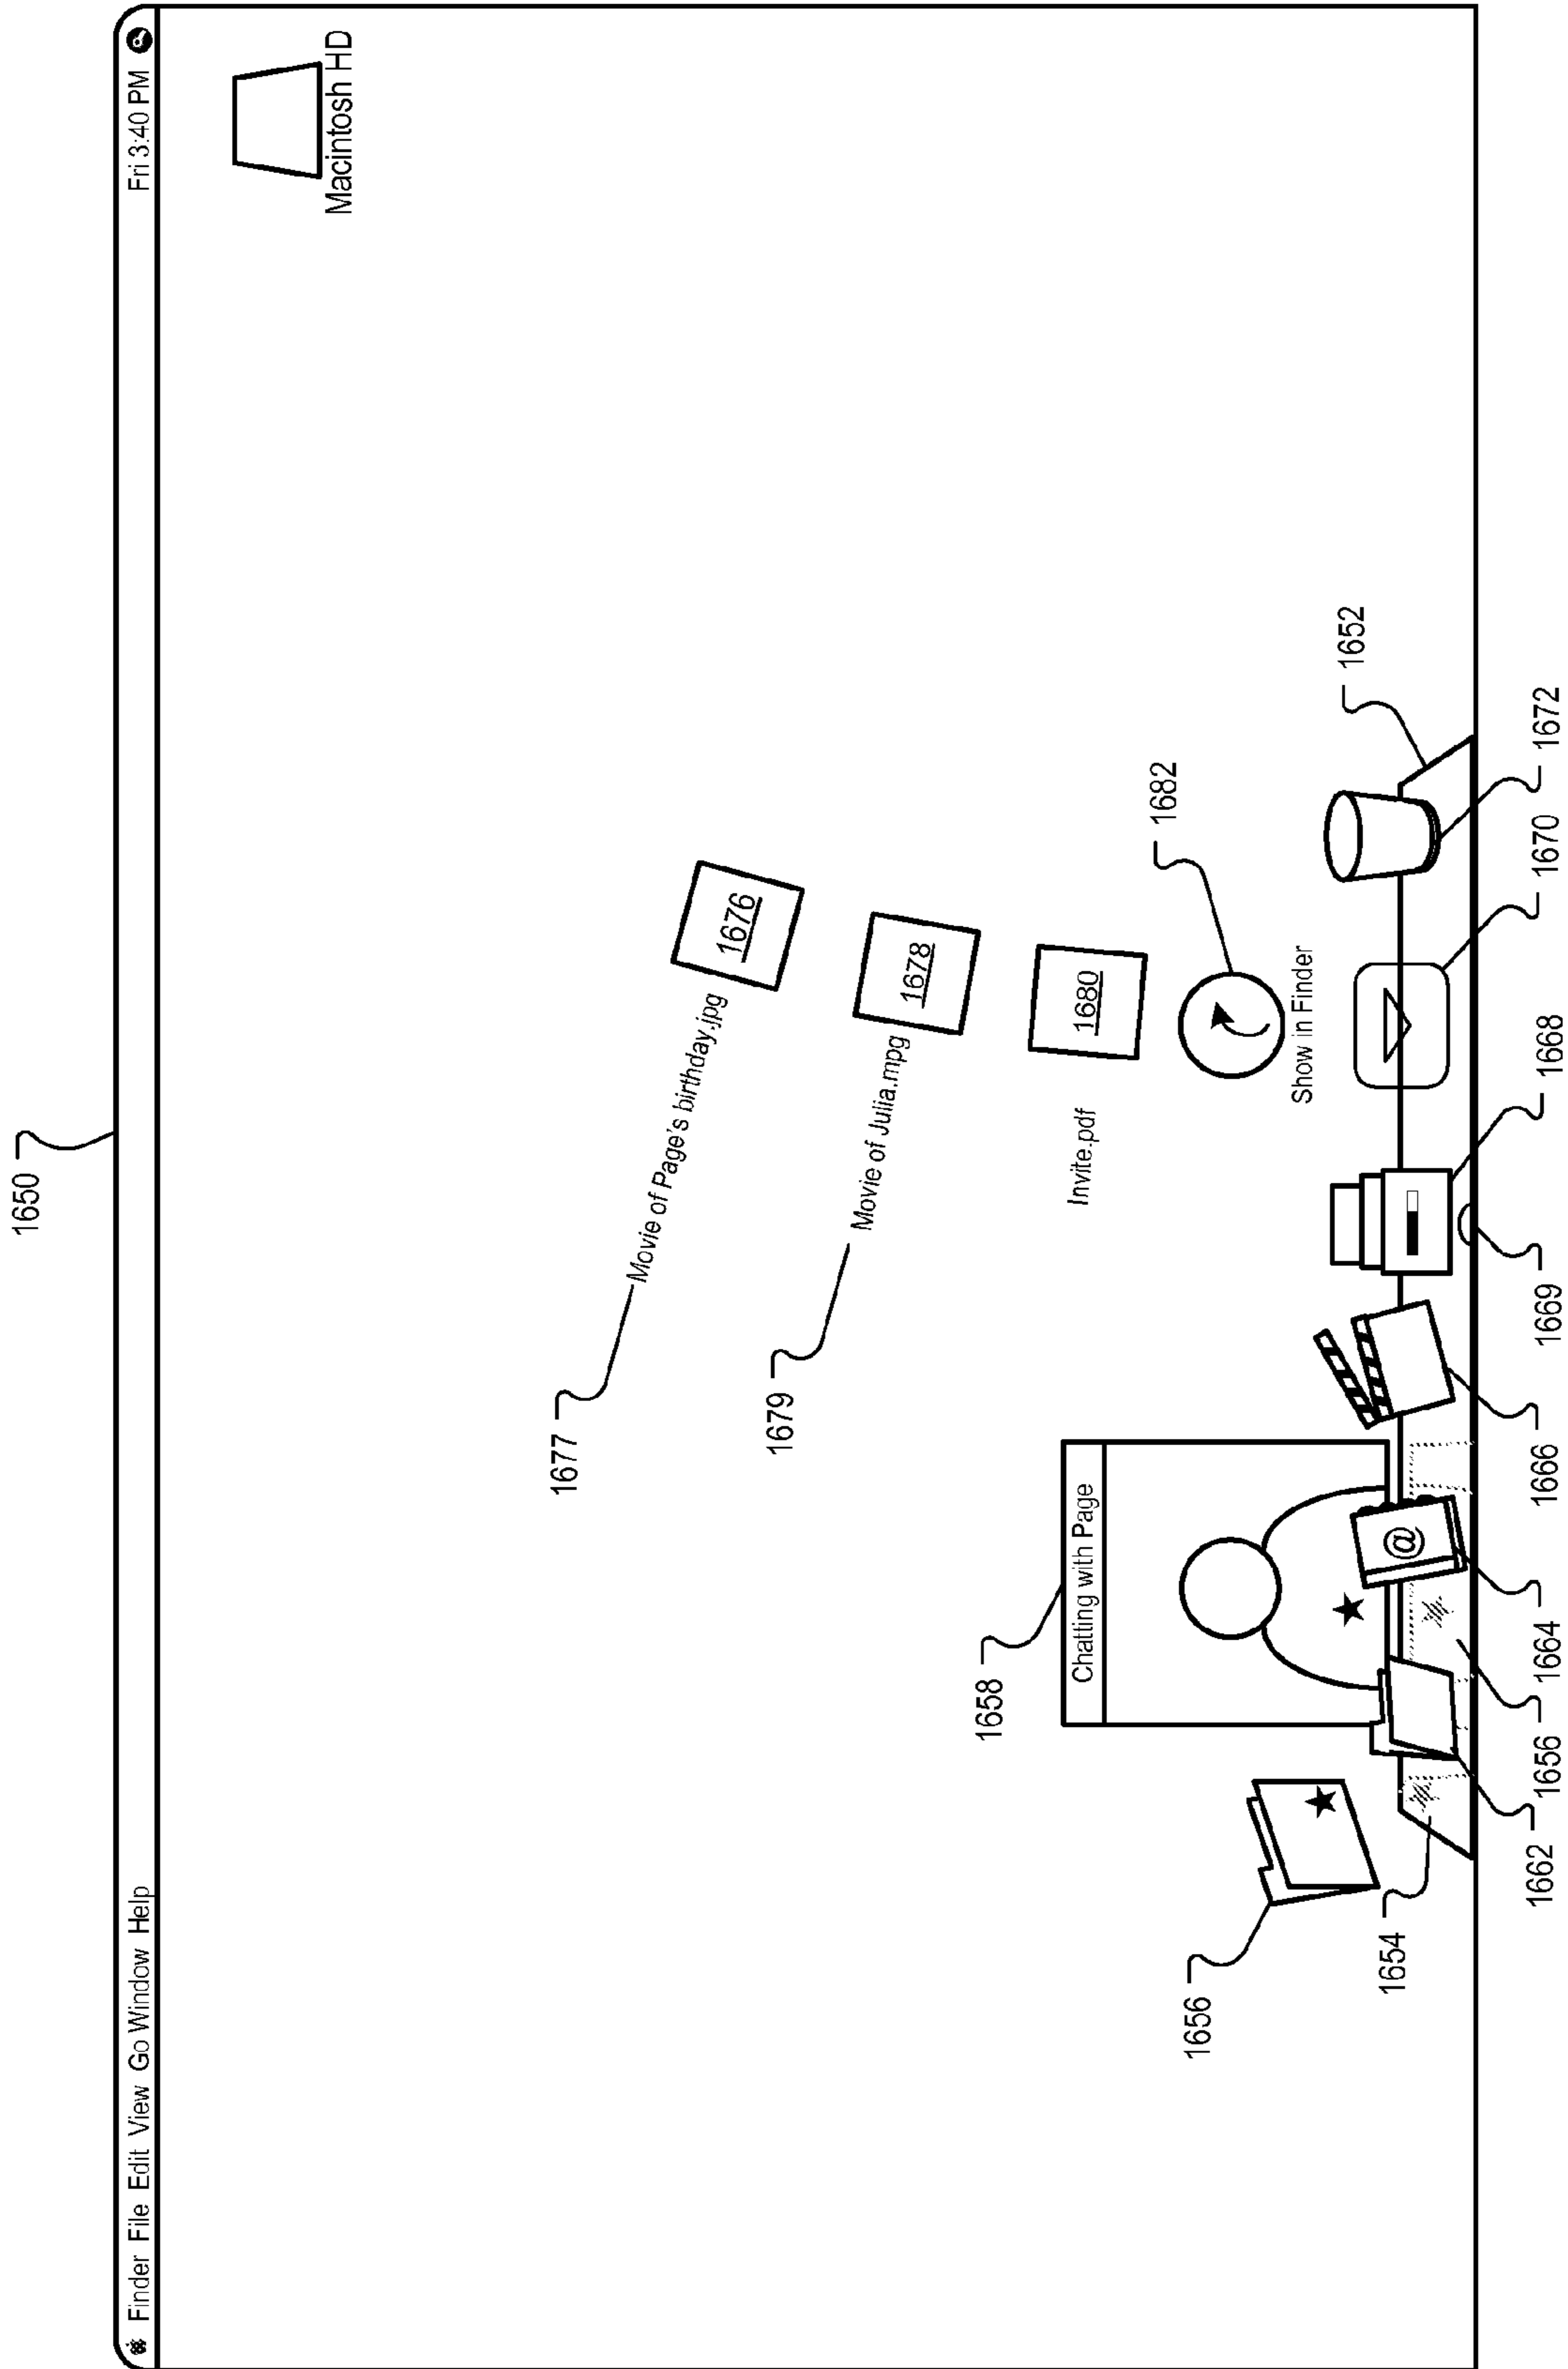 1650
Finder File Edit View Go Window Help
Fri 3:40 PM
Macintosh HD
1677
Movie of Page's birthday.jpg
1676
1679
Movie of Julia.mpg
1678
Invite.pdf
1680
1658
Chatting with Page
1682
Show in Finder
1656
1652
@
1654
1662
1656
1664
1666
1669
1668
1670
1672